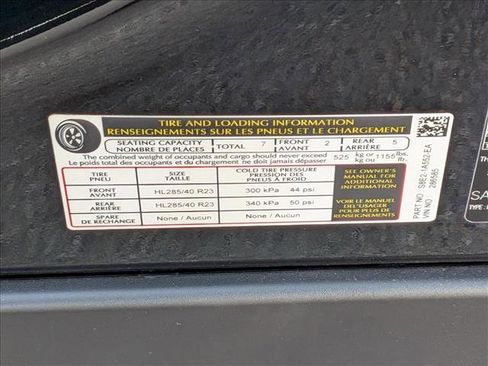 TIRE AND LOADING INFORMATION
RENSEIGNEMENTS SUR LES PNEUS ET LE CHARGEMENT
SEATING CAPACITY
NOMBRE DE PLACES
TOTAL 7
FRONT
AVANT 2
REAR
ARRIÈRE 5
The combined weight of occupants and cargo should never exceed
Le poids total des occupants et du chargement ne doit jamais dépasser
525 kg or 1155 lbs.
kg ou lb.
TIRE
PNEU
SIZE
TAILLE
COLD TIRE PRESSURE
PRESSION DES
PNEUS À FROID
FRONT
AVANT
HL285/40 R23
300 kPa 44 psi
REAR
ARRIÈRE
HL285/40 R23
340 kPa 50 psi
SPARE
DE RECHANGE
None / Aucun
None / Aucun
SEE OWNER'S
MANUAL FOR
ADDITIONAL
INFORMATION
VOIR LE MANUEL
DE L'USAGER
POUR PLUS DE
RENSEIGNEMENTS
VIN NO
SA
TYPE: